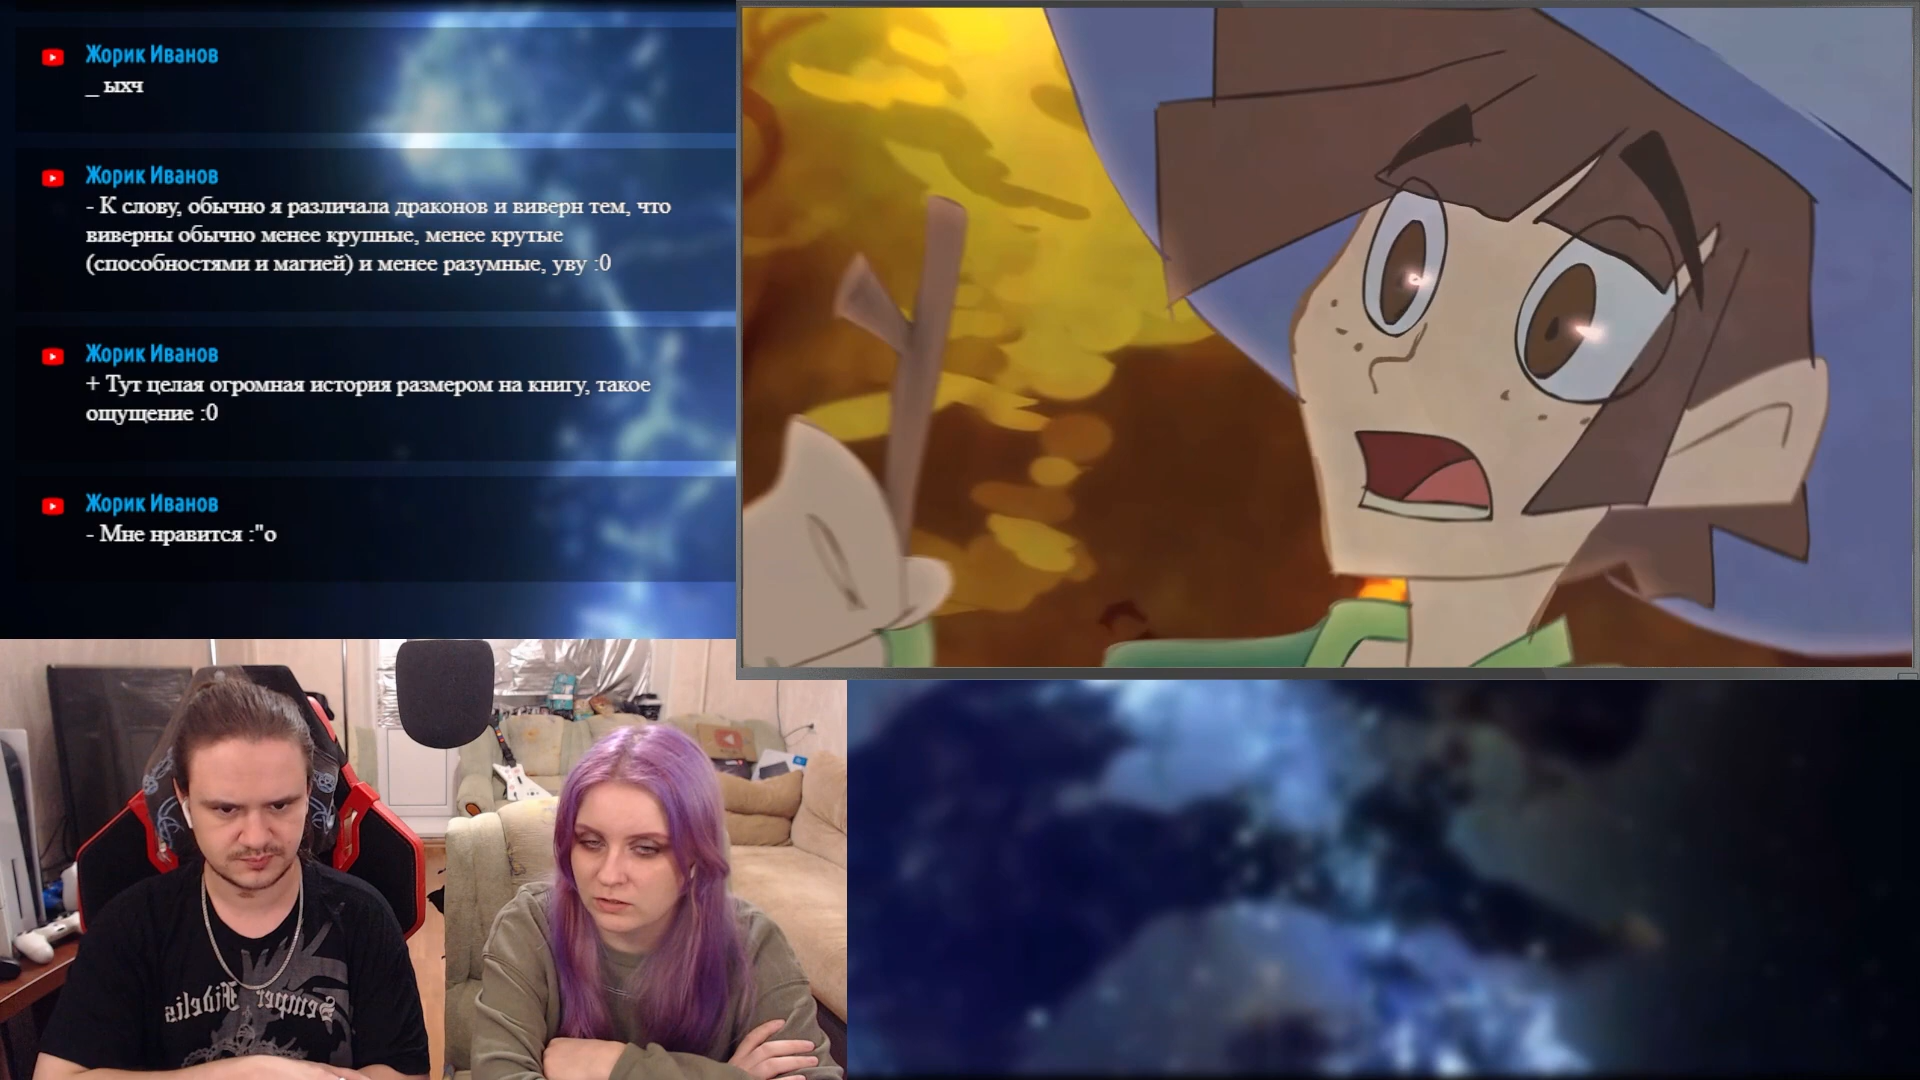 Жорик Иванов
_ ыхч
Жорик Иванов
- К слову, обычно я различала драконов и виверн тем, что
виверны обычно менее крупные, менее крутые
(способностями и магией) и менее разумные, уву :0
Жорик Иванов
+ Тут целая огромная история размером на книгу, такое
ощущение :0
Жорик Иванов
- Мне нравится :"о
Semper Fidelis